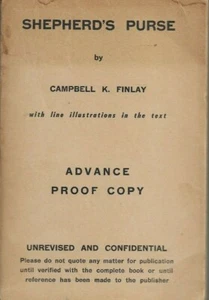 SHEPHERD'S PURSE
by
CAMPBELL K. FINLAY
with line illustrations in the text
ADVANCE
PROOF COPY
UNREVISED AND CONFIDENTIAL
Please do not quote any matter for publication
until verified with the complete book or until
reference has been made to the publisher